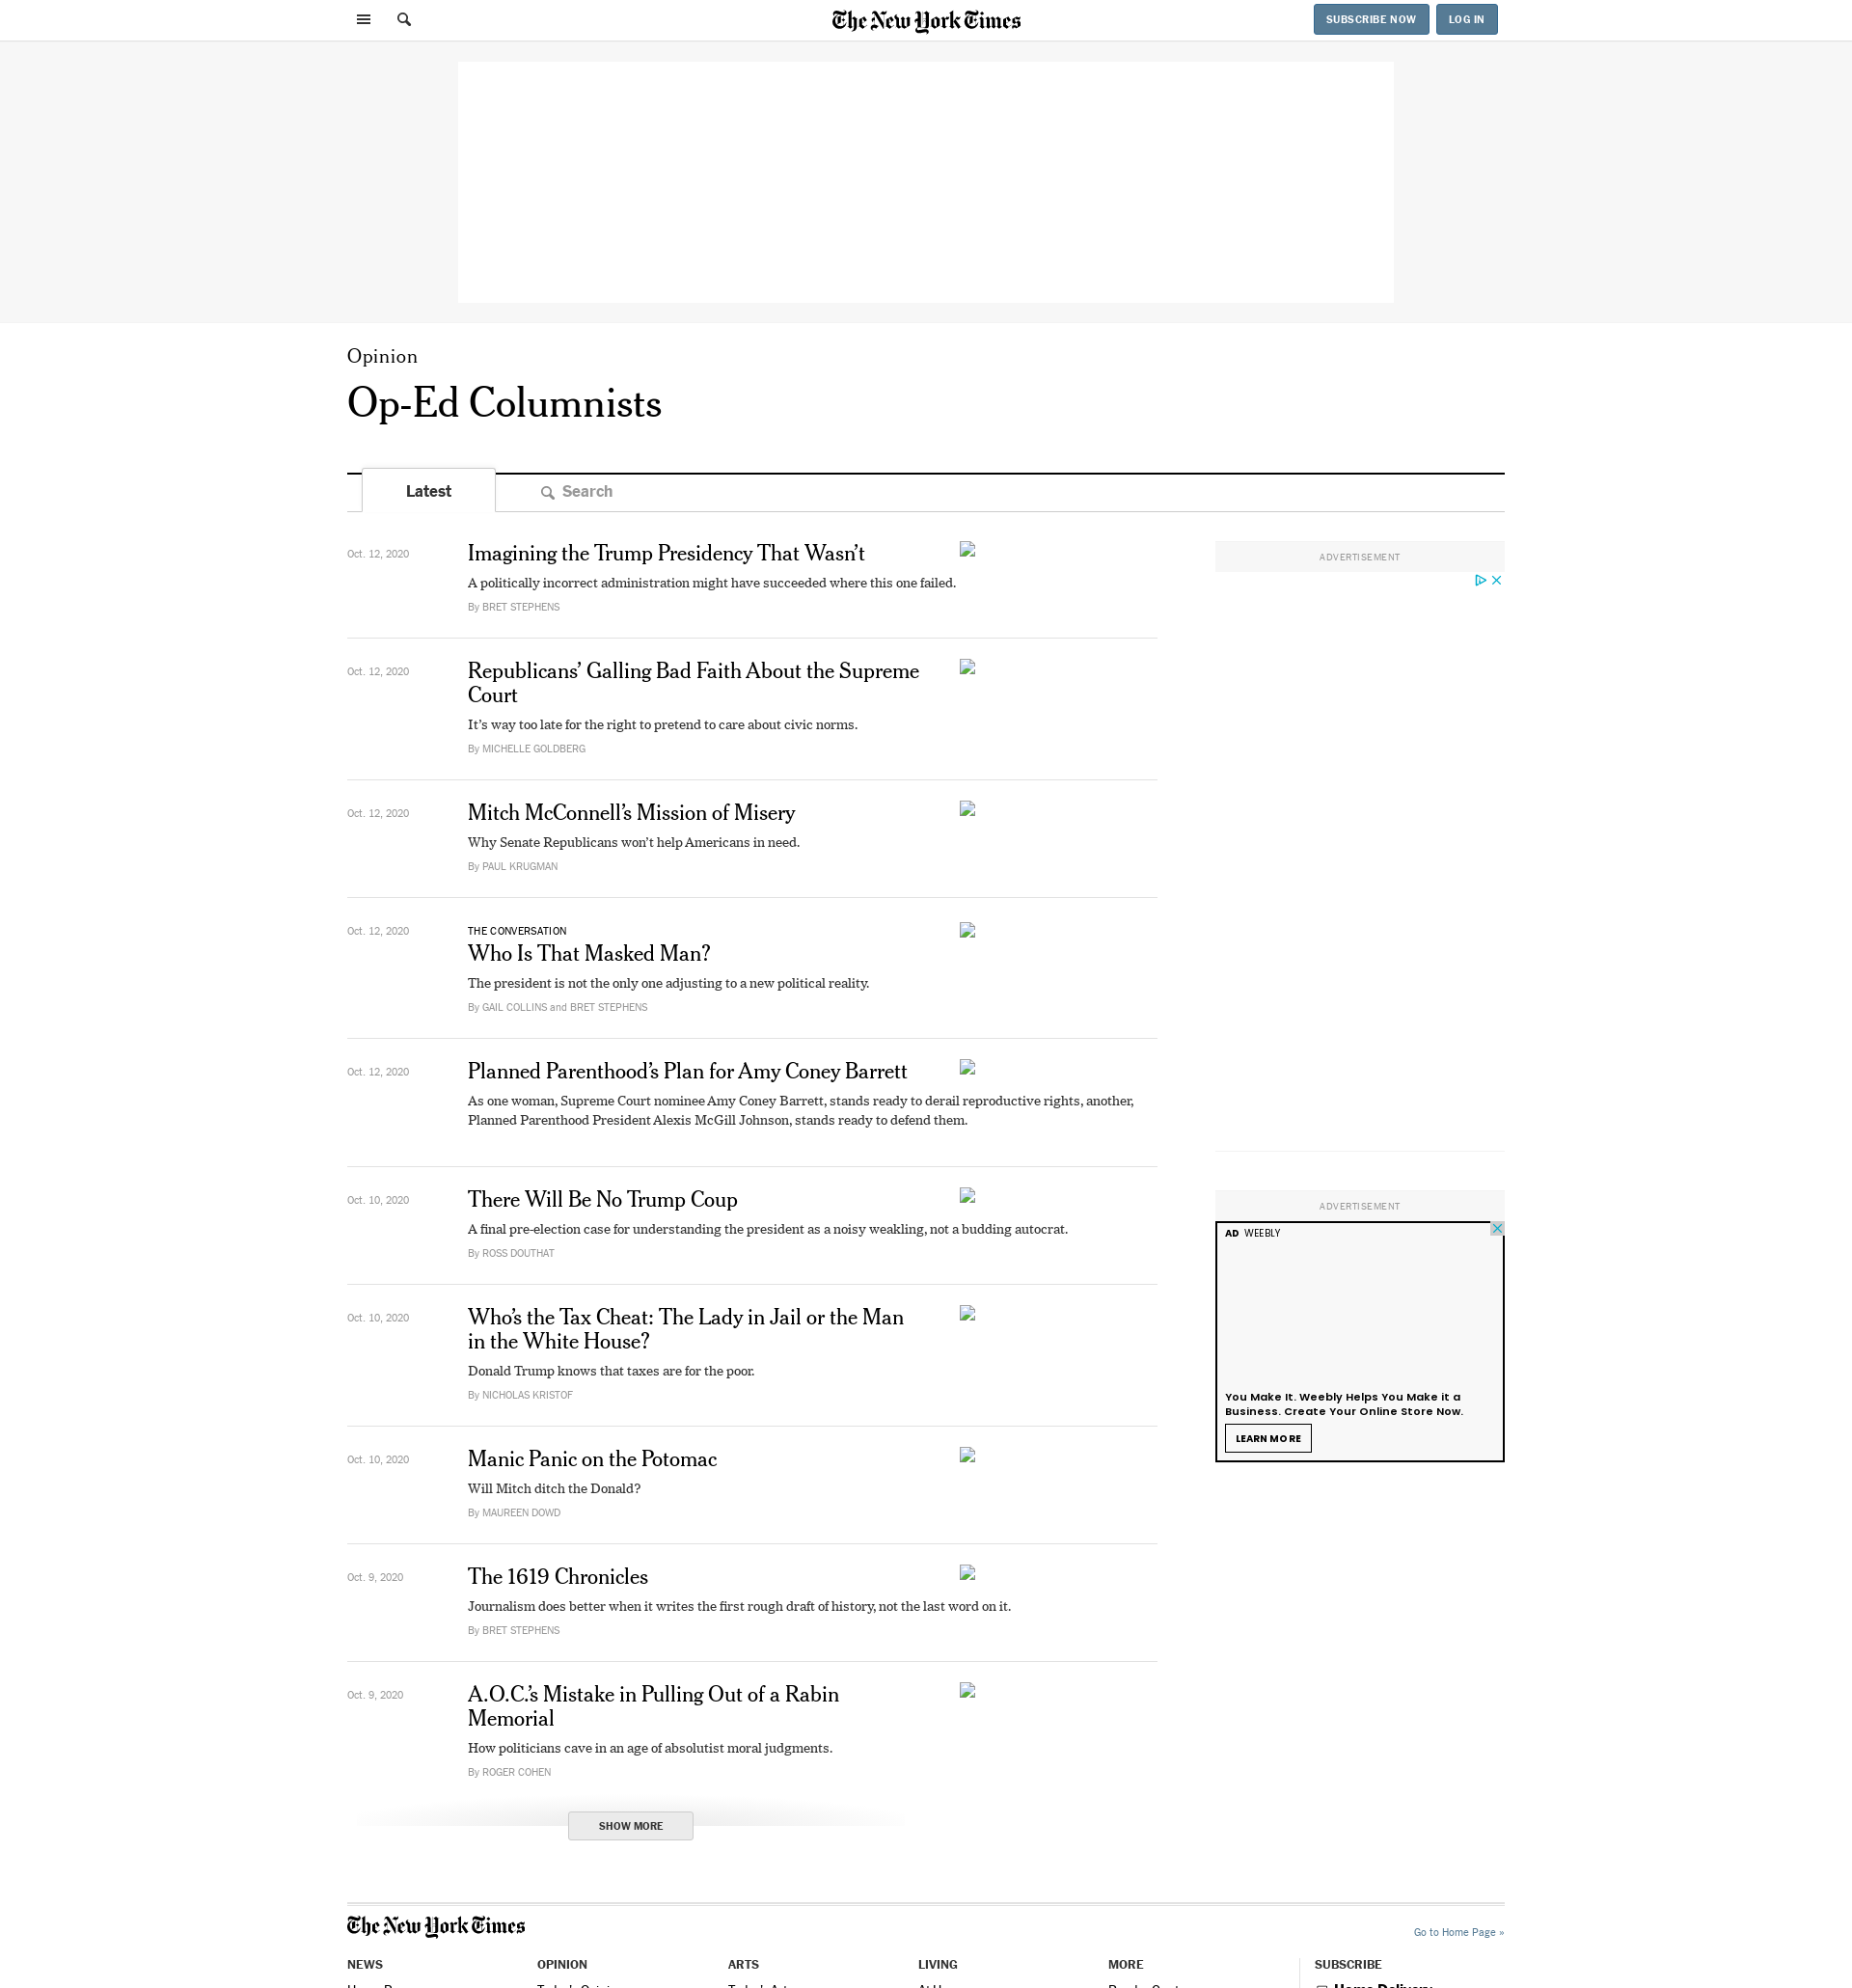 The New York Times
SUBSCRIBE NOW
LOG IN
Opinion
Op-Ed Columnists
Latest
Search
Oct. 12, 2020
Imagining the Trump Presidency That Wasn’t
A politically incorrect administration might have succeeded where this one failed.
By BRET STEPHENS
ADVERTISEMENT
Oct. 12, 2020
Republicans’ Galling Bad Faith About the Supreme
Court
It’s way too late for the right to pretend to care about civic norms.
By MICHELLE GOLDBERG
Oct. 12, 2020
Mitch McConnell’s Mission of Misery
Why Senate Republicans won’t help Americans in need.
By PAUL KRUGMAN
Oct. 12, 2020
THE CONVERSATION
Who Is That Masked Man?
The president is not the only one adjusting to a new political reality.
By GAIL COLLINS and BRET STEPHENS
Oct. 12, 2020
Planned Parenthood’s Plan for Amy Coney Barrett
As one woman, Supreme Court nominee Amy Coney Barrett, stands ready to derail reproductive rights, another,
Planned Parenthood President Alexis McGill Johnson, stands ready to defend them.
Oct. 10, 2020
There Will Be No Trump Coup
A final pre-election case for understanding the president as a noisy weakling, not a budding autocrat.
By ROSS DOUTHAT
ADVERTISEMENT
AD WEEBLY
You Make It. Weebly Helps You Make it a
Business. Create Your Online Store Now.
LEARN MORE
Oct. 10, 2020
Who’s the Tax Cheat: The Lady in Jail or the Man
in the White House?
Donald Trump knows that taxes are for the poor.
By NICHOLAS KRISTOF
Oct. 10, 2020
Manic Panic on the Potomac
Will Mitch ditch the Donald?
By MAUREEN DOWD
Oct. 9, 2020
The 1619 Chronicles
Journalism does better when it writes the first rough draft of history, not the last word on it.
By BRET STEPHENS
Oct. 9, 2020
A.O.C.’s Mistake in Pulling Out of a Rabin
Memorial
How politicians cave in an age of absolutist moral judgments.
By ROGER COHEN
SHOW MORE
The New York Times
Go to Home Page »
NEWS
OPINION
ARTS
LIVING
MORE
SUBSCRIBE
Home Delivery